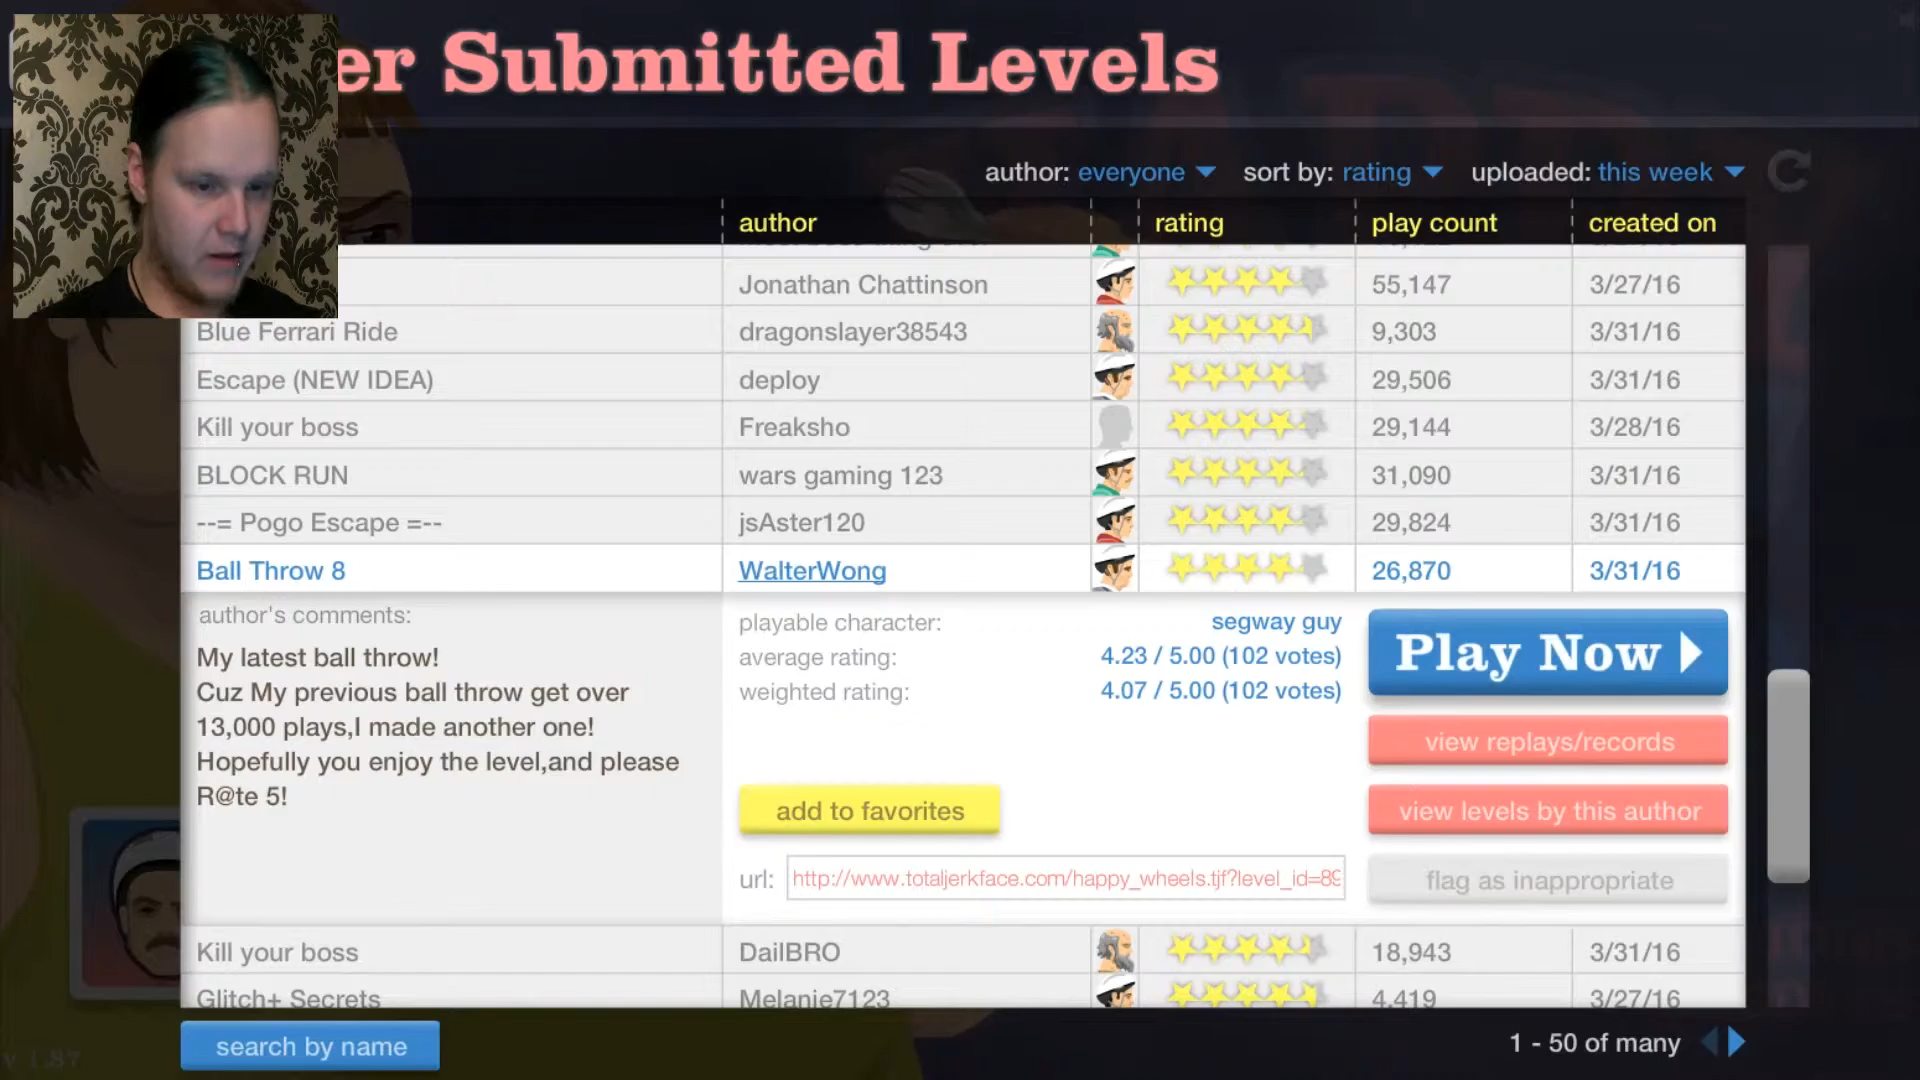 er Submitted Levels
author: everyone sort by: rating uploaded: this week
author rating play count created on
Jonathan Chattinson 55,147 3/27/16
Blue Ferrari Ride dragonslayer38543 9,303 3/31/16
Escape (NEW IDEA) deploy 29,506 3/31/16
Kill your boss Freaksho 29,144 3/28/16
BLOCK RUN wars gaming 123 31,090 3/31/16
--= Pogo Escape =-- jsAster120 29,824 3/31/16
Ball Throw 8 WalterWong 26,870 3/31/16
author's comments:
My latest ball throw!
Cuz My previous ball throw get over
13,000 plays,I made another one!
Hopefully you enjoy the level,and please
R@te 5!
playable character: segway guy
average rating: 4.23 / 5.00 (102 votes)
weighted rating: 4.07 / 5.00 (102 votes)
Play Now
view replays/records
add to favorites
view levels by this author
url: http://www.totaljerkface.com/happy_wheels.tjf?level_id=89
flag as inappropriate
Kill your boss DailBRO 18,943 3/31/16
Glitch+ Secrets Melanie7123 4,419 3/27/16
search by name
1 - 50 of many
v 1.87